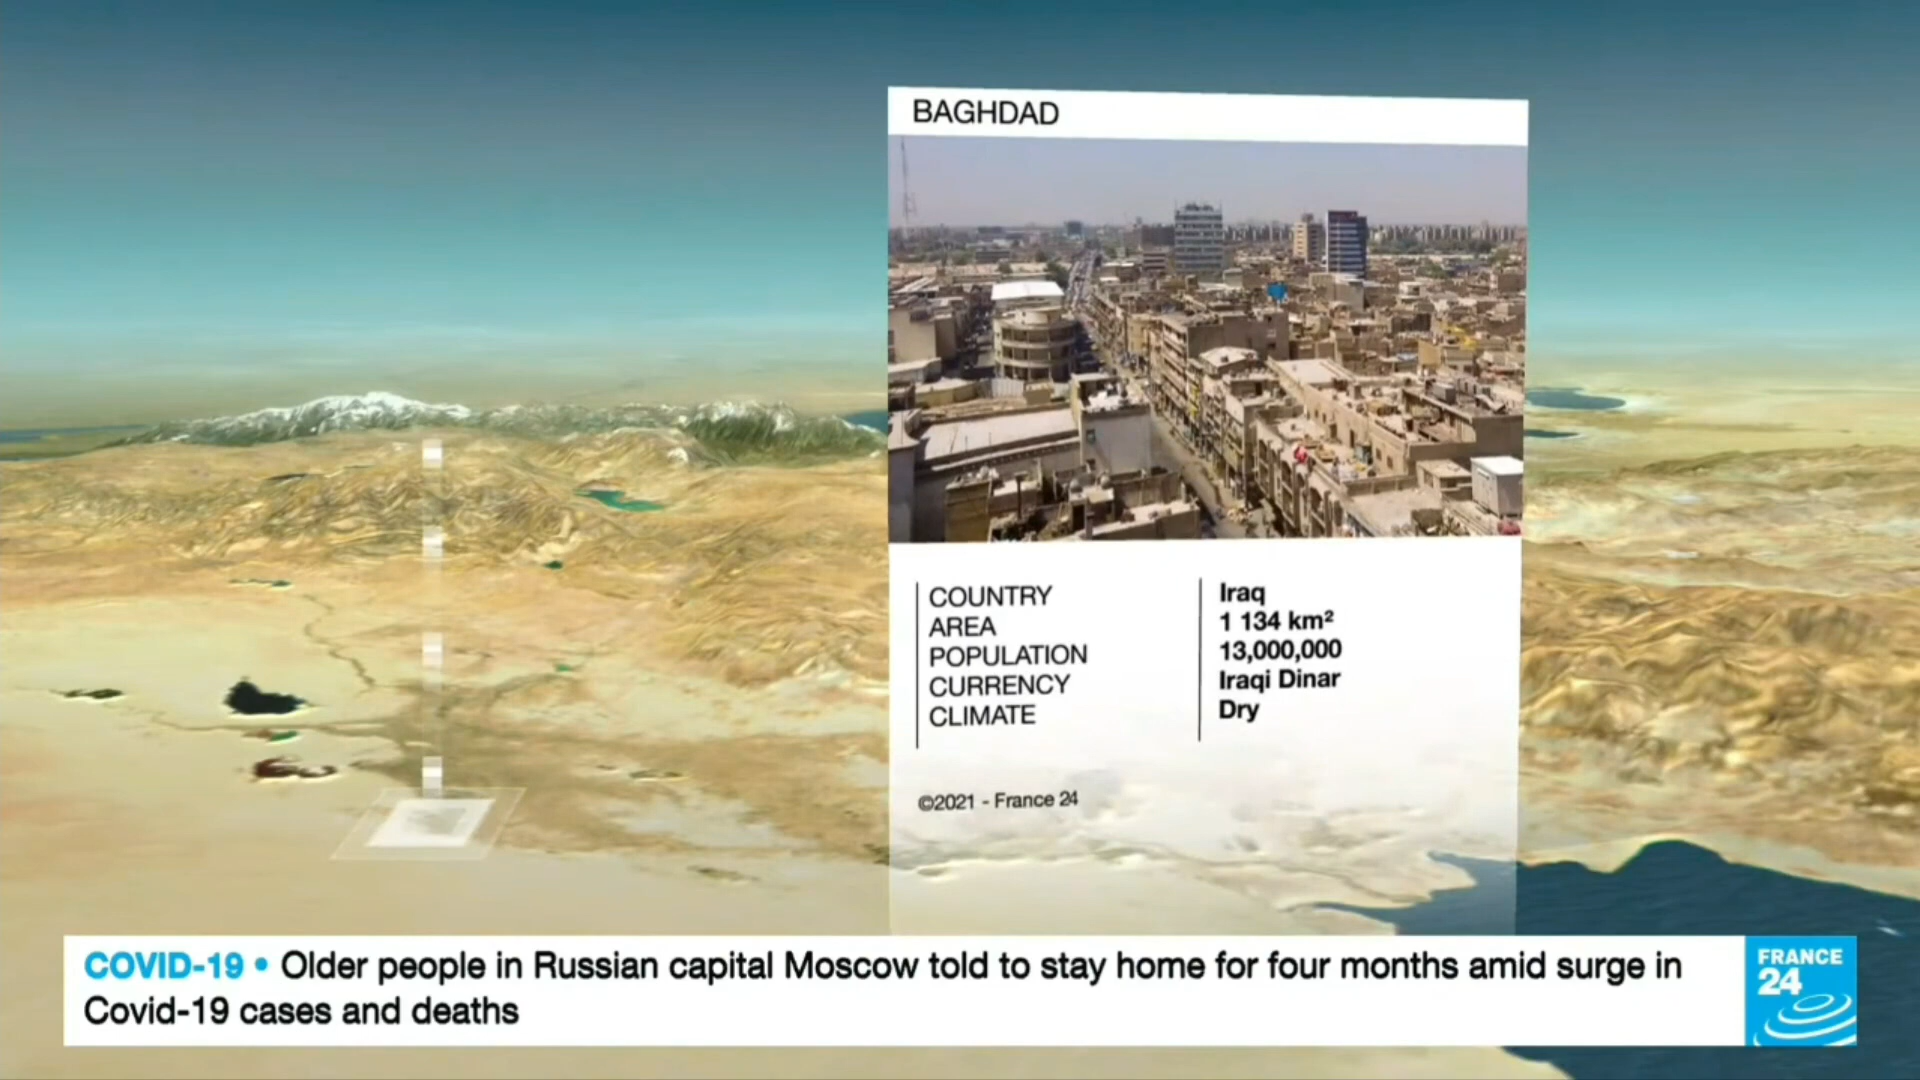 BAGHDAD
COUNTRY Iraq
AREA 1 134 km²
POPULATION 13,000,000
CURRENCY Iraqi Dinar
CLIMATE Dry
©2021 - France 24
COVID-19 • Older people in Russian capital Moscow told to stay home for four months amid surge in
Covid-19 cases and deaths
FRANCE
24